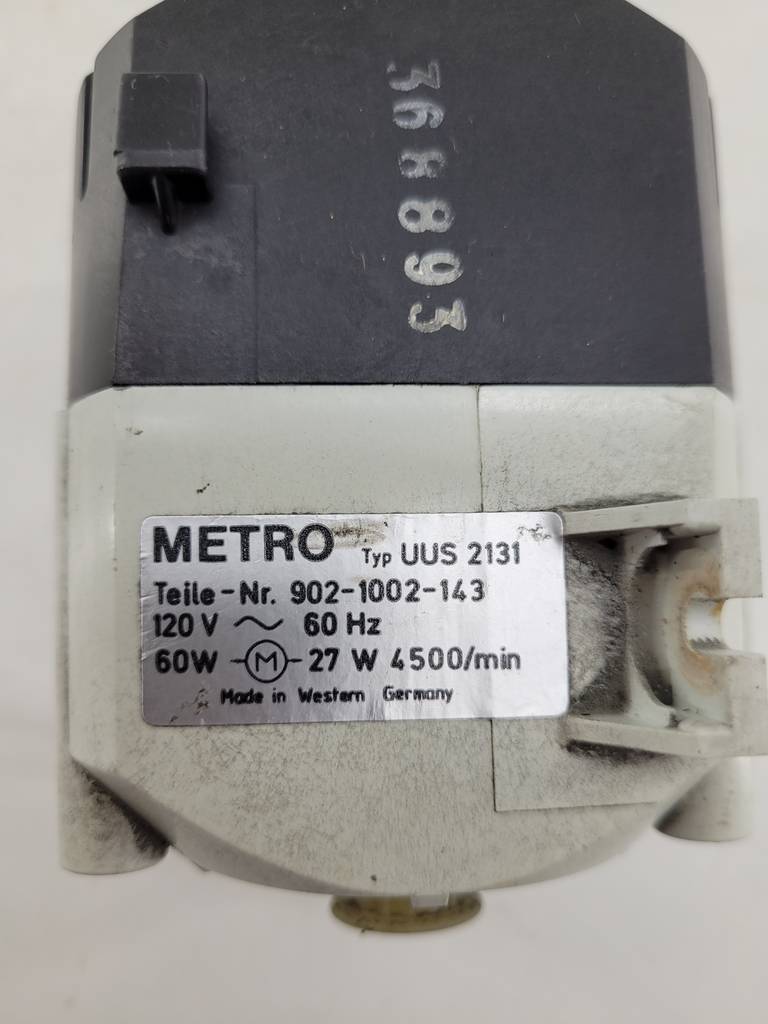 368893
METRO Typ UUS 2131
Teile-Nr. 902-1002-143
120 V ~ 60 Hz
60W -(M)- 27 W 4500/min
Made in Western Germany